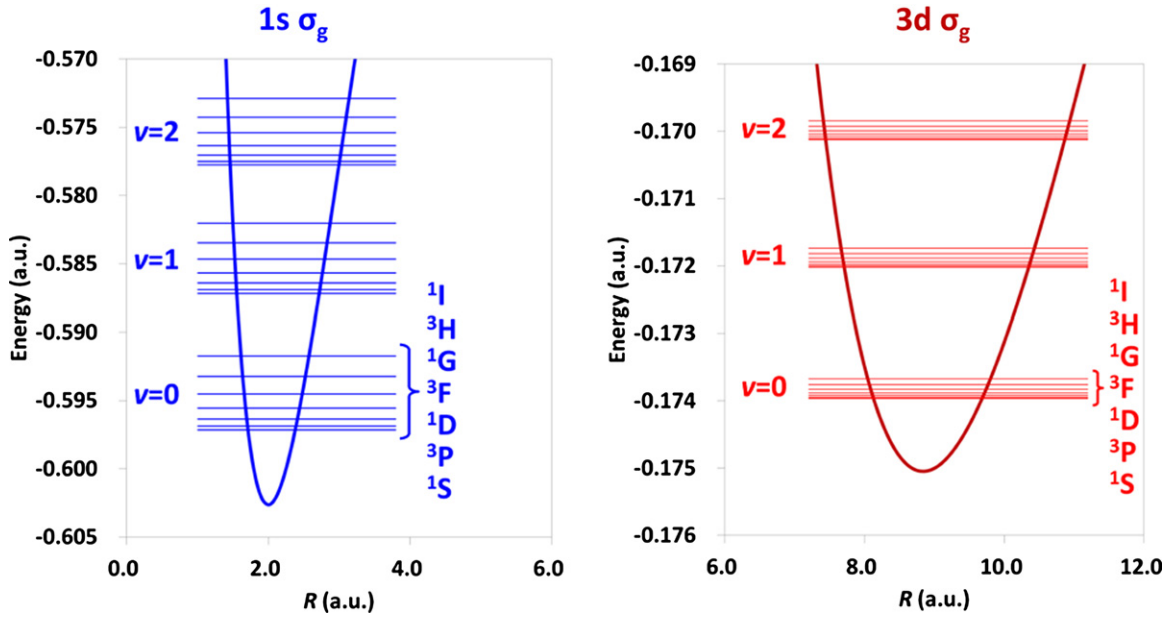 1s σg
-0.570
-0.575
-0.580
-0.585
-0.590
-0.595
-0.600
-0.605
Energy (a.u.)
v=2
v=1
v=0
¹I
³H
¹G
³F
¹D
³P
¹S
0.0 2.0 4.0 6.0
R (a.u.)
3d σg
-0.169
-0.170
-0.171
-0.172
-0.173
-0.174
-0.175
-0.176
Energy (a.u.)
v=2
v=1
v=0
¹I
³H
¹G
³F
¹D
³P
¹S
6.0 8.0 10.0 12.0
R (a.u.)